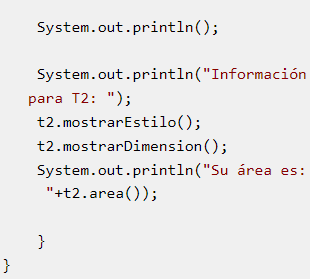 System.out.println();
System.out.println("Información
para T2: ");
t2.mostrarEstilo();
t2.mostrarDimension();
System.out.println("Su área es:
"+t2.area());
}
}